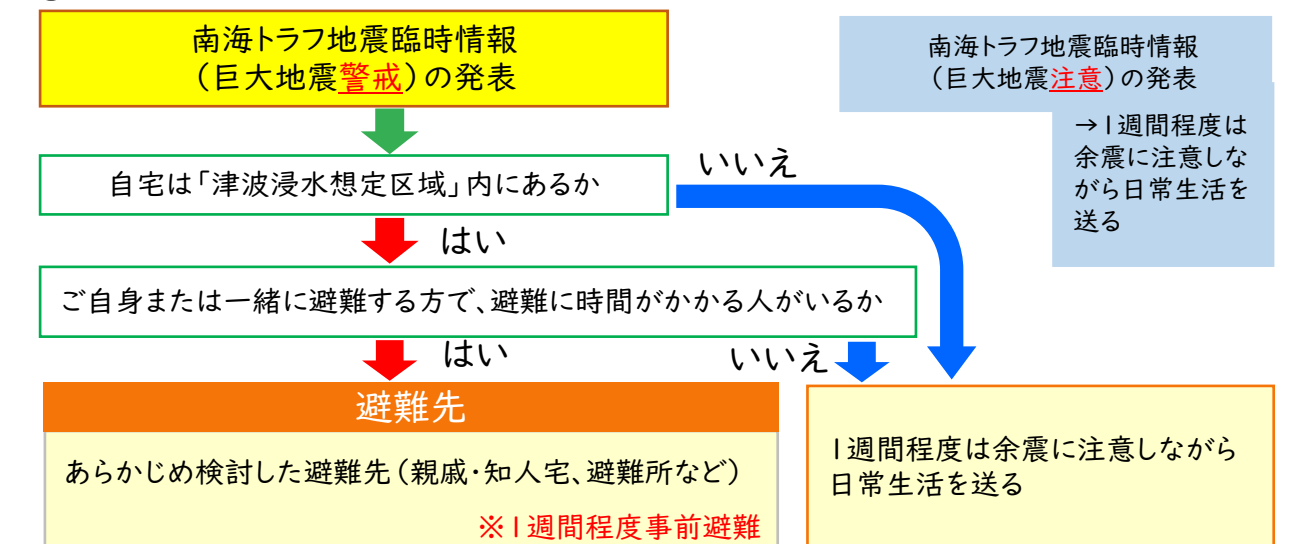 南海トラフ地震臨時情報
（巨大地震警戒）の発表
南海トラフ地震臨時情報
（巨大地震注意）の発表
→1週間程度は
余震に注意しな
がら日常生活を
送る
自宅は「津波浸水想定区域」内にあるか
いいえ
はい
ご自身または一緒に避難する方で、避難に時間がかかる人がいるか
はい
いいえ
避難先
あらかじめ検討した避難先（親戚・知人宅、避難所など）
※1週間程度事前避難
1週間程度は余震に注意しながら
日常生活を送る